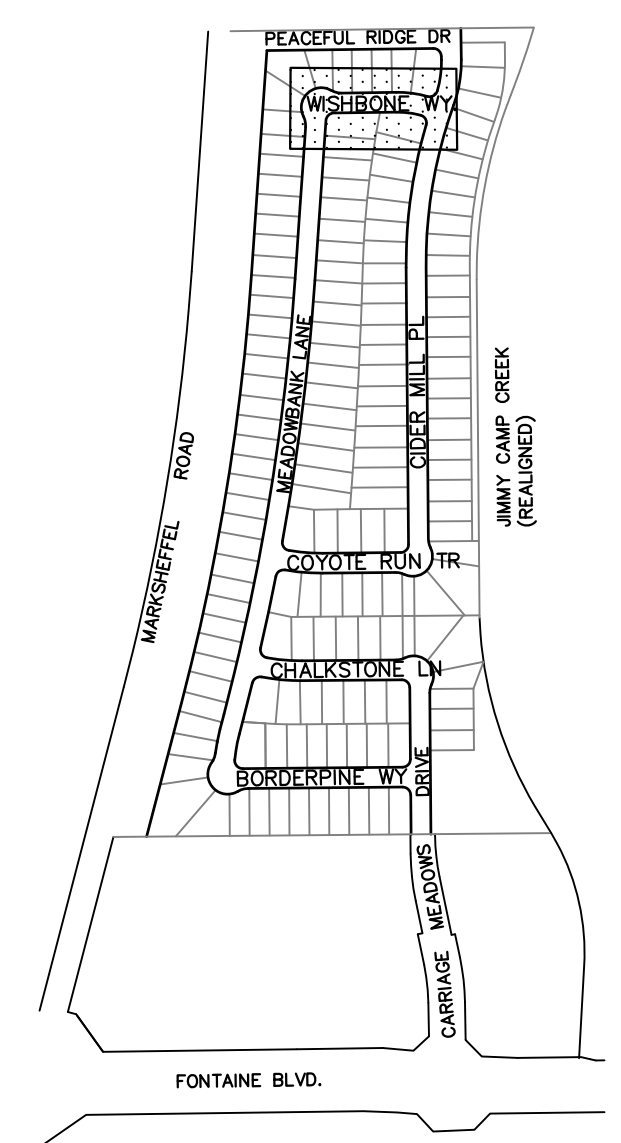 PEACEFUL RIDGE DR
WISHBONE WY
MEADOWBANK LANE
CIDER MILL PL
JIMMY CAMP CREEK
(REALIGNED)
MARKSHEFFEL ROAD
COYOTE RUN TR
CHALKSTONE LN
BORDERPINE WY
CARRIAGE MEADOWS DRIVE
FONTAINE BLVD.